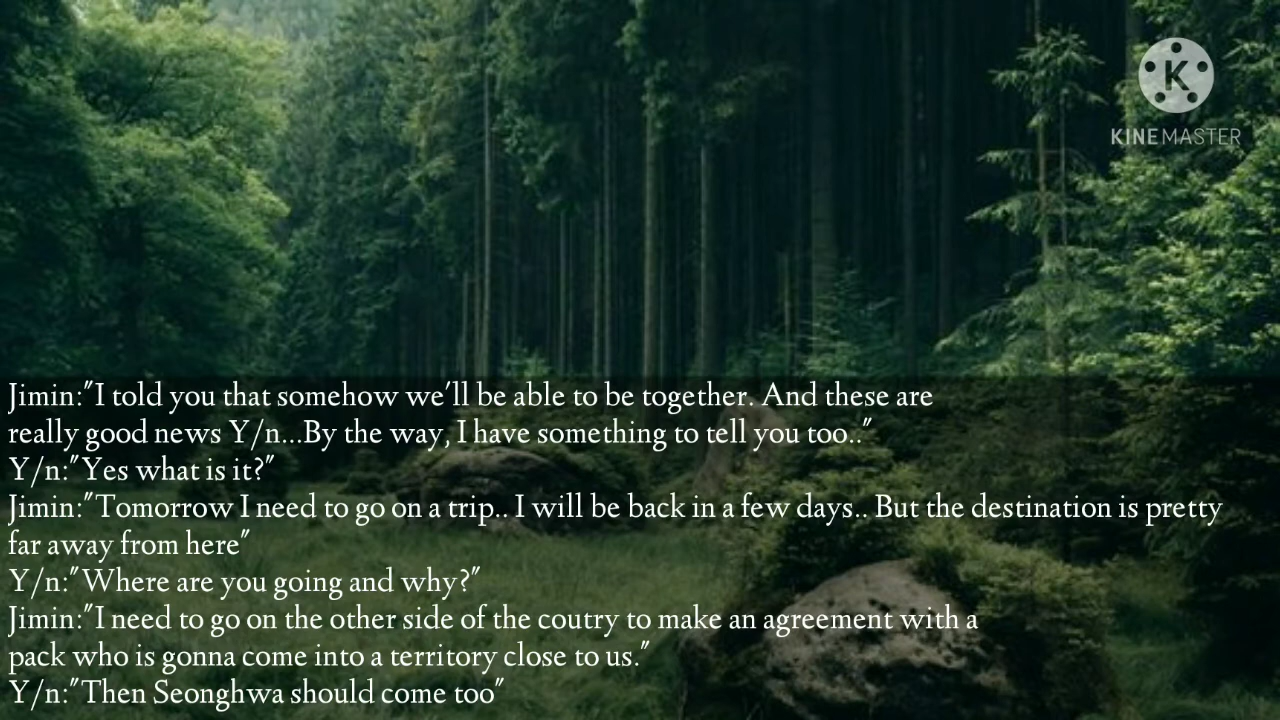 K
KINEMASTER
Jimin:"I told you that somehow we'll be able to be together. And these are
really good news Y/n...By the way, I have something to tell you too.."
Y/n:"Yes what is it?"
Jimin:"Tomorrow I need to go on a trip.. I will be back in a few days.. But the destination is pretty
far away from here"
Y/n:"Where are you going and why?"
Jimin:"I need to go on the other side of the coutry to make an agreement with a
pack who is gonna come into a territory close to us."
Y/n:"Then Seonghwa should come too"